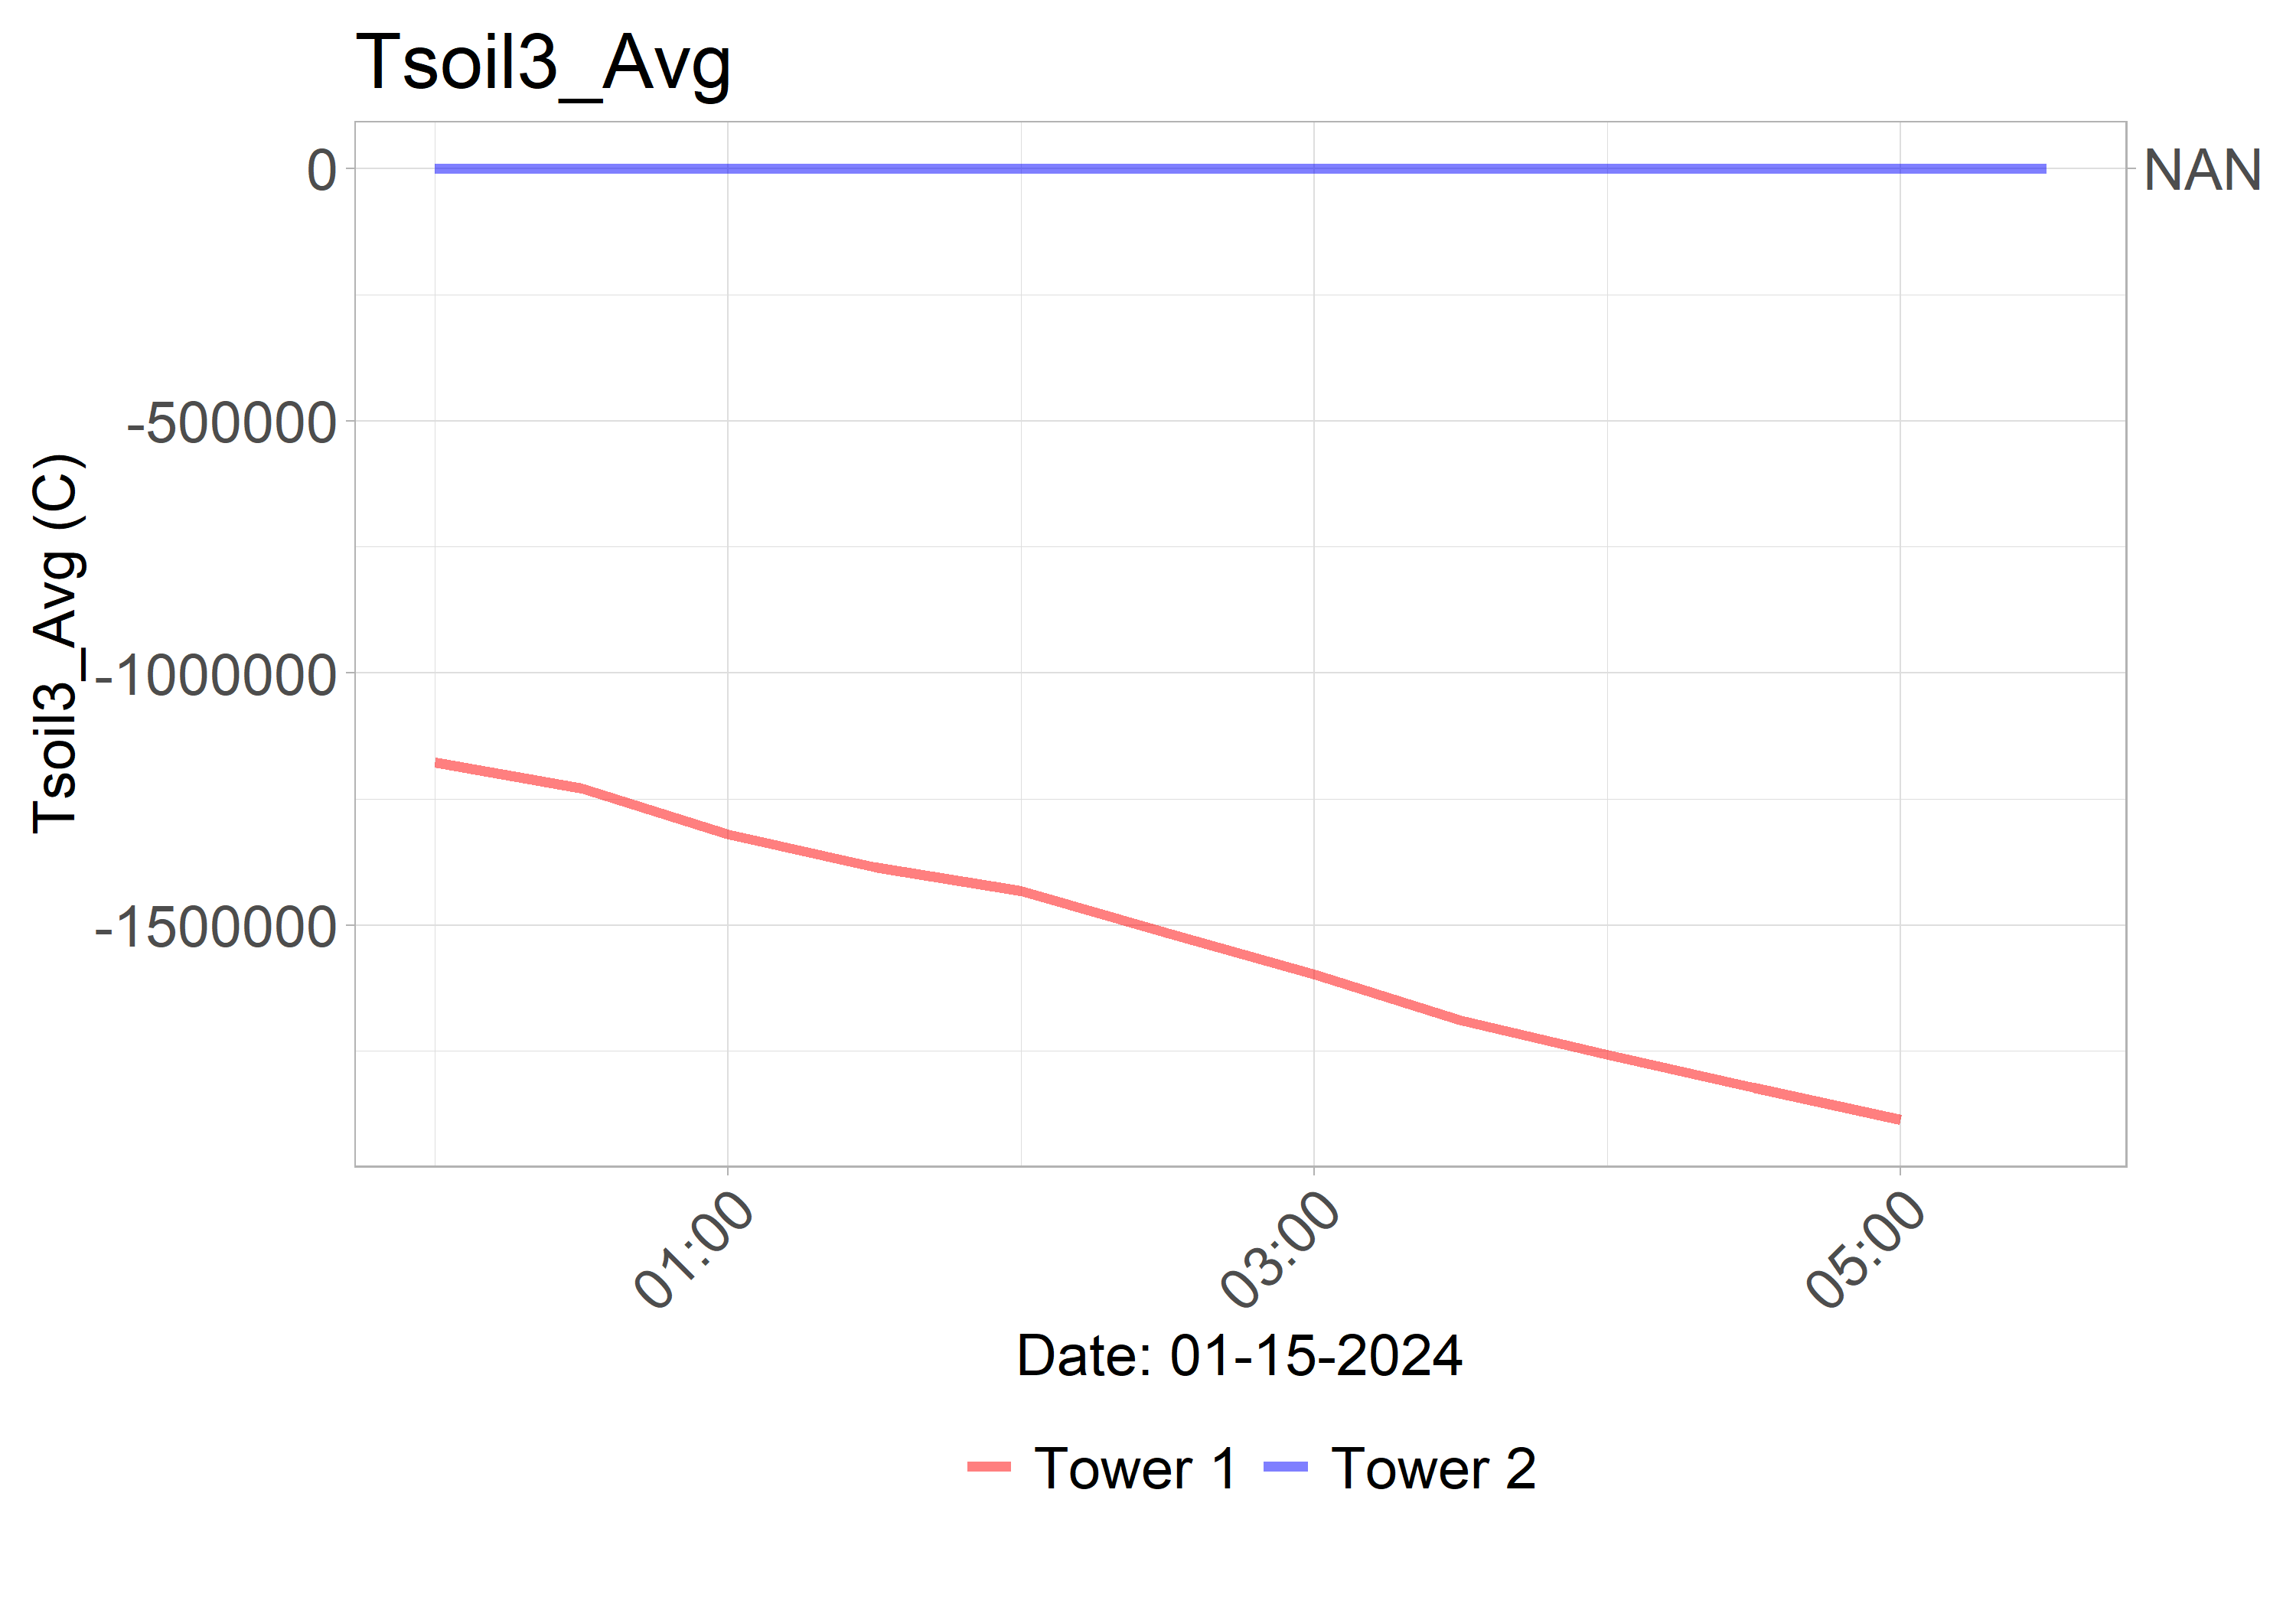 Tsoil3_Avg
0
NAN
-500000
-1000000
-1500000
Tsoil3_Avg (C)
01:00
03:00
05:00
Date: 01-15-2024
Tower 1
Tower 2